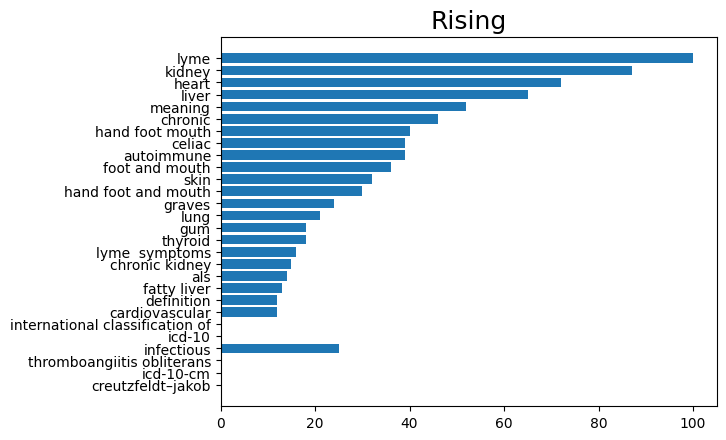 Rising
lyme
kidney
heart
liver
meaning
chronic
hand foot mouth
celiac
autoimmune
foot and mouth
skin
hand foot and mouth
graves
lung
gum
thyroid
lyme  symptoms
chronic kidney
als
fatty liver
definition
cardiovascular
international classification of
icd-10
infectious
thromboangiitis obliterans
icd-10-cm
creutzfeldt–jakob
0 20 40 60 80 100